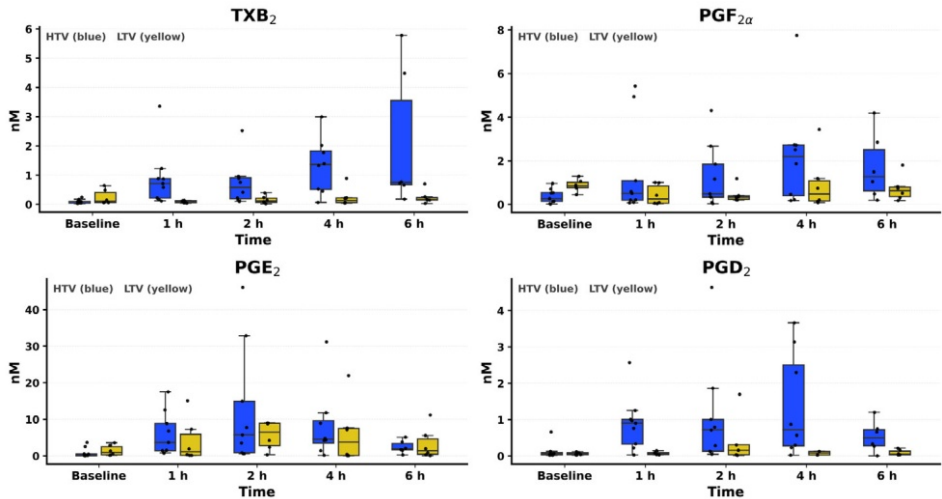 TXB₂
HTV (blue) LTV (yellow)
nM
6
5
4
3
2
1
0
Baseline 1 h 2 h 4 h 6 h
Time
PGF₂α
HTV (blue) LTV (yellow)
nM
8
6
4
2
0
Baseline 1 h 2 h 4 h 6 h
Time
PGE₂
HTV (blue) LTV (yellow)
nM
40
30
20
10
0
Baseline 1 h 2 h 4 h 6 h
Time
PGD₂
HTV (blue) LTV (yellow)
nM
4
3
2
1
0
Baseline 1 h 2 h 4 h 6 h
Time